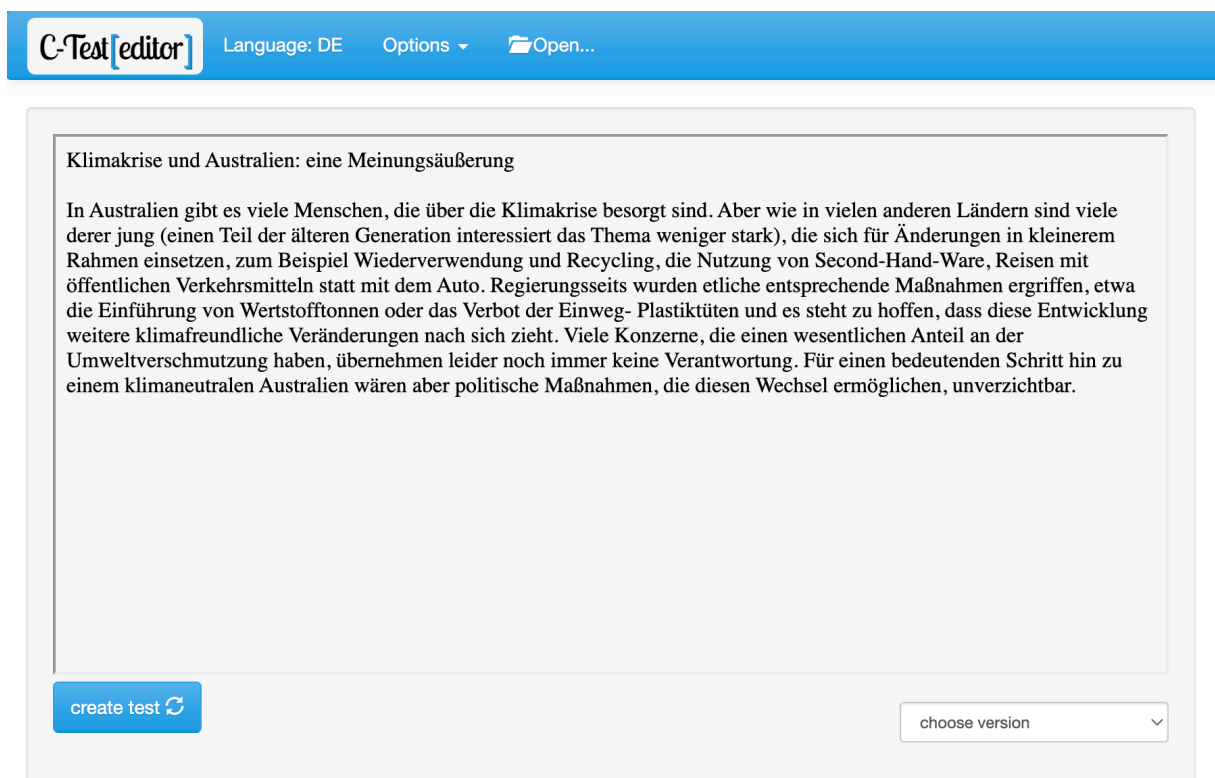 C-Test[editor]
Language: DE
Options
Open...
Klimakrise und Australien: eine Meinungsäußerung
In Australien gibt es viele Menschen, die über die Klimakrise besorgt sind. Aber wie in vielen anderen Ländern sind viele
derer jung (einen Teil der älteren Generation interessiert das Thema weniger stark), die sich für Änderungen in kleinerem
Rahmen einsetzen, zum Beispiel Wiederverwendung und Recycling, die Nutzung von Second-Hand-Ware, Reisen mit
öffentlichen Verkehrsmitteln statt mit dem Auto. Regierungsseits wurden etliche entsprechende Maßnahmen ergriffen, etwa
die Einführung von Wertstofftonnen oder das Verbot der Einweg- Plastiktüten und es steht zu hoffen, dass diese Entwicklung
weitere klimafreundliche Veränderungen nach sich zieht. Viele Konzerne, die einen wesentlichen Anteil an der
Umweltverschmutzung haben, übernehmen leider noch immer keine Verantwortung. Für einen bedeutenden Schritt hin zu
einem klimaneutralen Australien wären aber politische Maßnahmen, die diesen Wechsel ermöglichen, unverzichtbar.
create test
choose version